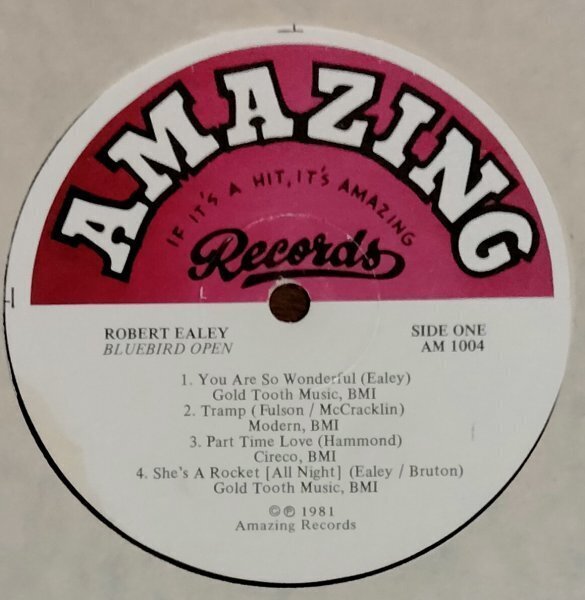 AMAZING
IF IT'S A HIT, IT'S AMAZING
Records
ROBERT EALEY
BLUEBIRD OPEN
SIDE ONE
AM 1004
1. You Are So Wonderful (Ealey)
Gold Tooth Music, BMI
2. Tramp ( Fulson / McCracklin)
Modern, BMI
3. Part Time Love (Hammond)
Cireco, BMI
4. She's A Rocket [All Night] (Ealey / Bruton)
Gold Tooth Music, BMI
© ℗ 1981
Amazing Records